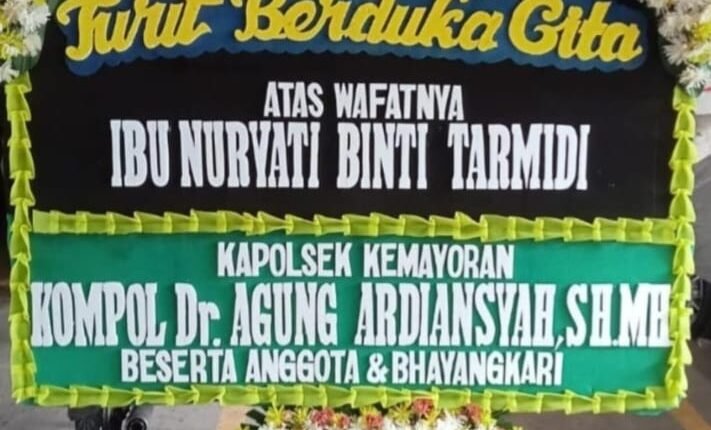 Turut Berduka Cita
ATAS WAFATNYA
IBU NURYATI BINTI TARMIDI
KAPOLSEK KEMAYORAN
KOMPOL Dr. AGUNG ARDIANSYAH, SH.MH
BESERTA ANGGOTA & BHAYANGKARI